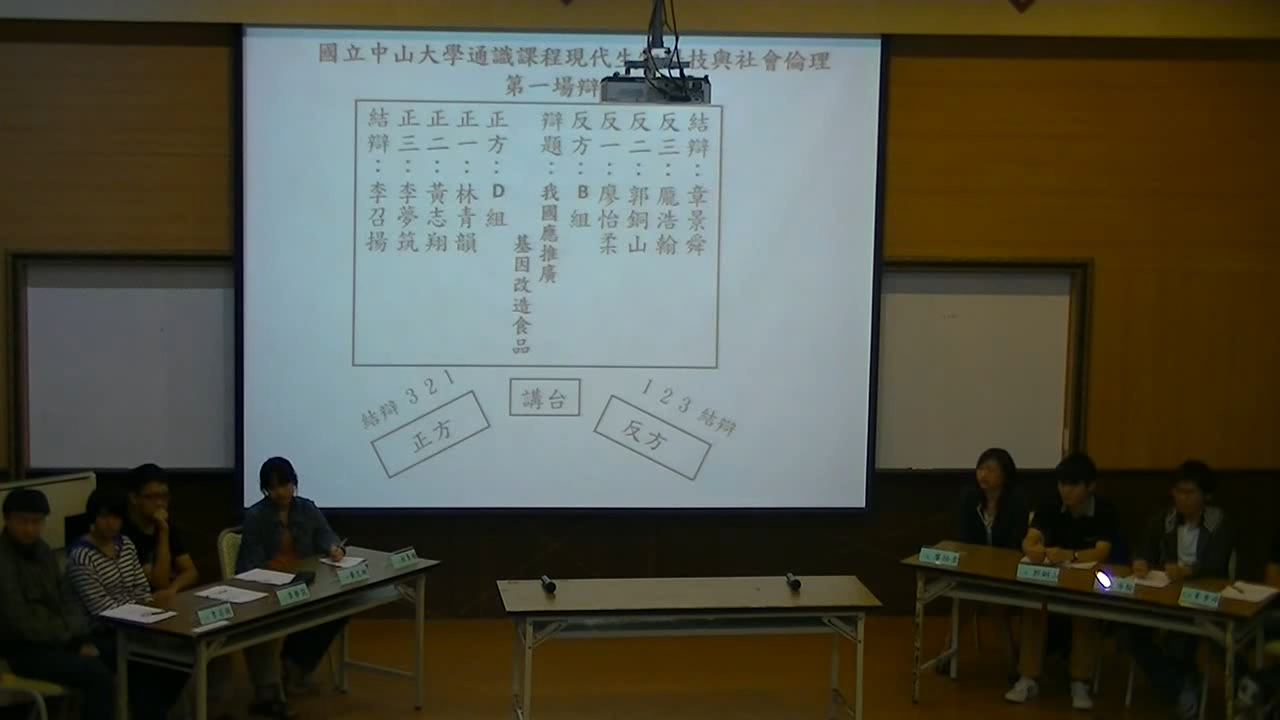 國立中山大學通識課程現代生 技與社會倫理
第一場辯
結辯：章景舜
反三：龐浩翰
反二：郭銅山
反一：廖怡柔
反方：B組
辯題：我國應推廣
基因改造食品
正方：D組
正一：林青韻
正二：黃志翔
正三：李夢筑
結辯：李召揚
結辯 3 2 1
正方
講台
1 2 3 結辯
反方